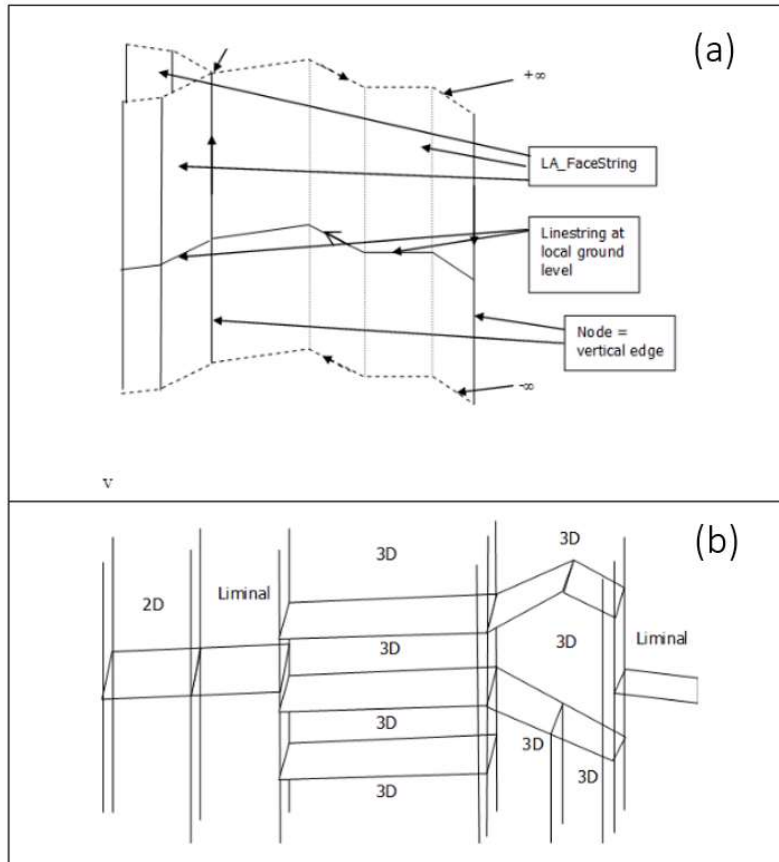 (a)
+∞
LA_FaceString
Linestring at
local ground
level
Node =
vertical edge
-∞
v
(b)
3D
3D
2D
Liminal
3D
3D
Liminal
3D
3D
3D
3D